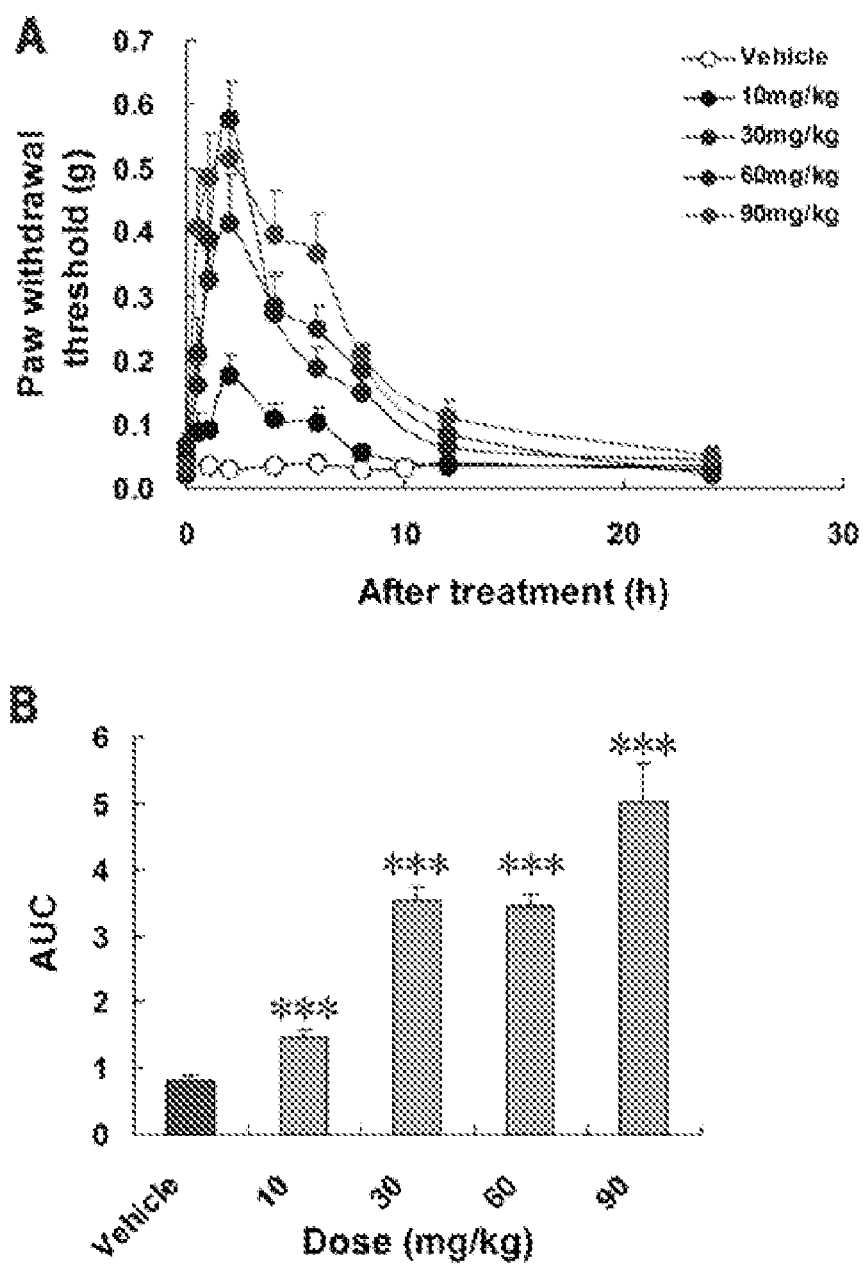 A
0.7
0.6
0.5
0.4
0.3
0.2
0.1
0.0
Paw withdrawal
threshold (g)
Vehicle
10mg/kg
30mg/kg
60mg/kg
90mg/kg
0
10
20
30
After treatment (h)
B
6
5
4
3
2
1
0
AUC
***
***
***
***
Vehicle
10
30
60
90
Dose (mg/kg)